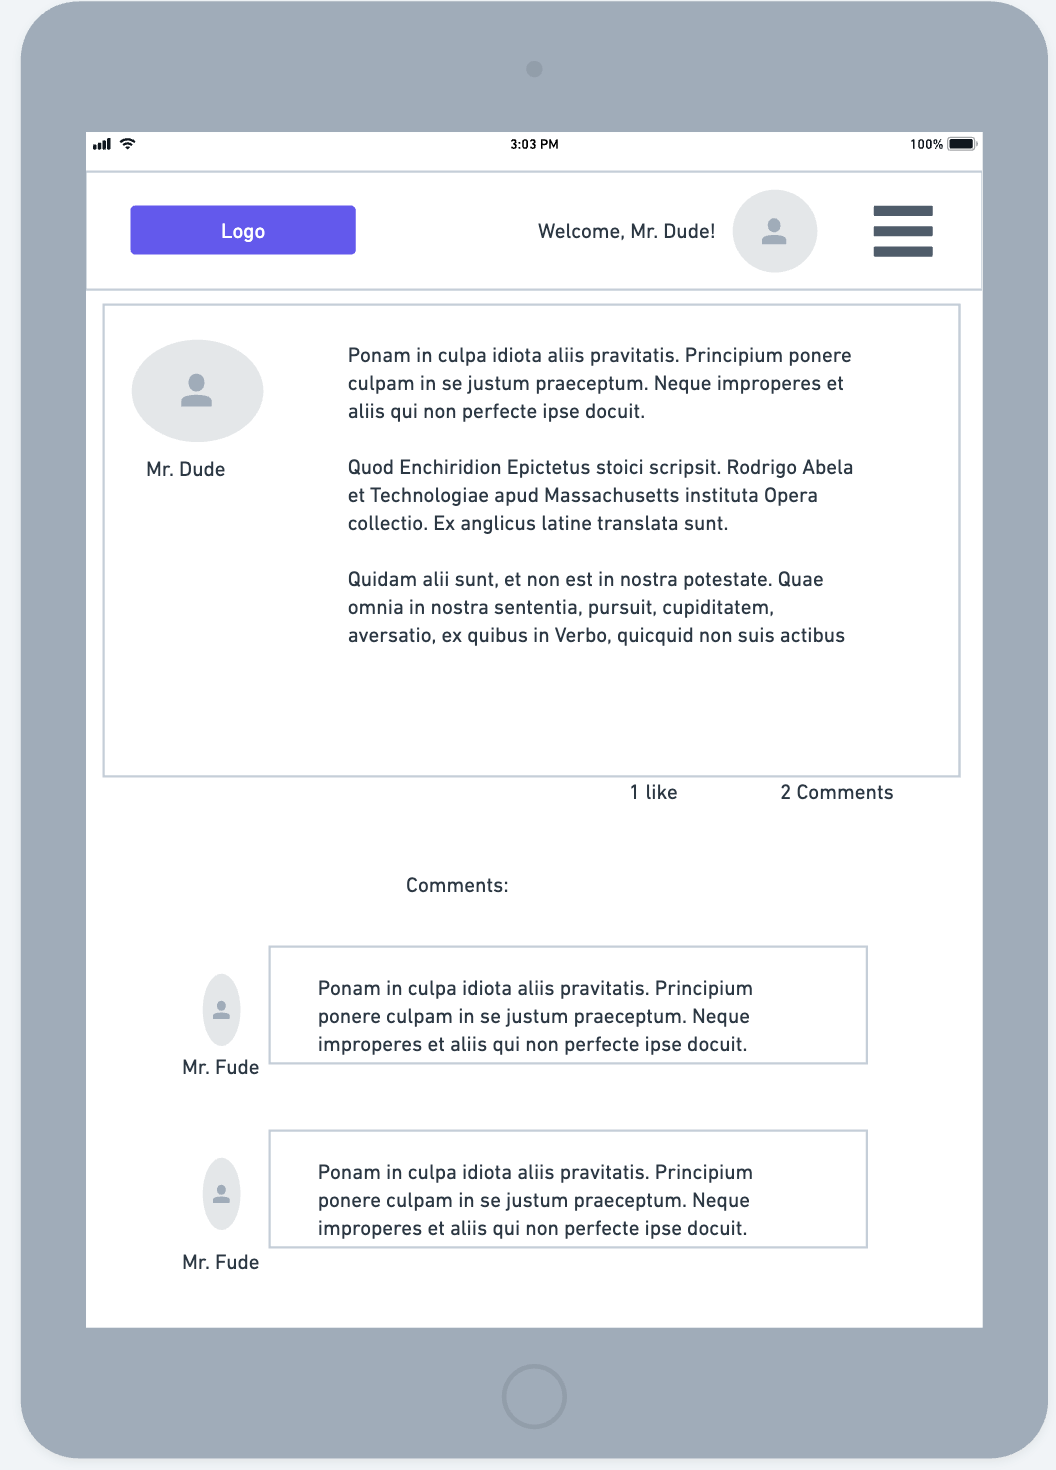 3:03 PM
100%
Logo
Welcome, Mr. Dude!
Ponam in culpa idiota aliis pravitatis. Principium ponere
culpam in se justum praeceptum. Neque improperes et
aliis qui non perfecte ipse docuit.
Mr. Dude
Quod Enchiridion Epictetus stoici scripsit. Rodrigo Abela
et Technologiae apud Massachusetts instituta Opera
collectio. Ex anglicus latine translata sunt.
Quidam alii sunt, et non est in nostra potestate. Quae
omnia in nostra sententia, pursuit, cupiditatem,
aversatio, ex quibus in Verbo, quicquid non suis actibus
1 like
2 Comments
Comments:
Ponam in culpa idiota aliis pravitatis. Principium
ponere culpam in se justum praeceptum. Neque
improperes et aliis qui non perfecte ipse docuit.
Mr. Fude
Ponam in culpa idiota aliis pravitatis. Principium
ponere culpam in se justum praeceptum. Neque
improperes et aliis qui non perfecte ipse docuit.
Mr. Fude